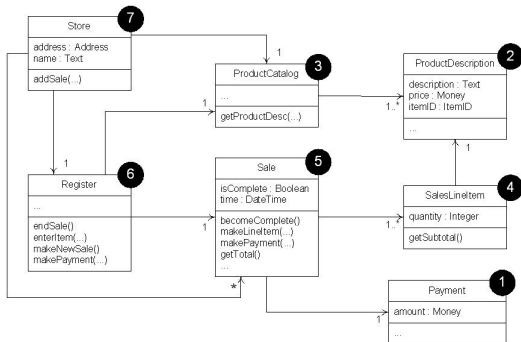 7
Store
address : Address
name : Text
addSale(...)
1
3
ProductCatalog
...
getProductDesc(...)
1
1..*
2
ProductDescription
description : Text
price : Money
itemID : ItemID
...
1
1
6
Register
...
endSale()
enterItem(...)
makeNewSale()
makePayment(...)
1
5
Sale
isComplete : Boolean
time : DateTime
becomeComplete()
makeLineItem(...)
makePayment(...)
getTotal()
...
*
1..*
4
SalesLineItem
quantity : Integer
getSubtotal()
1
1
Payment
amount : Money
...